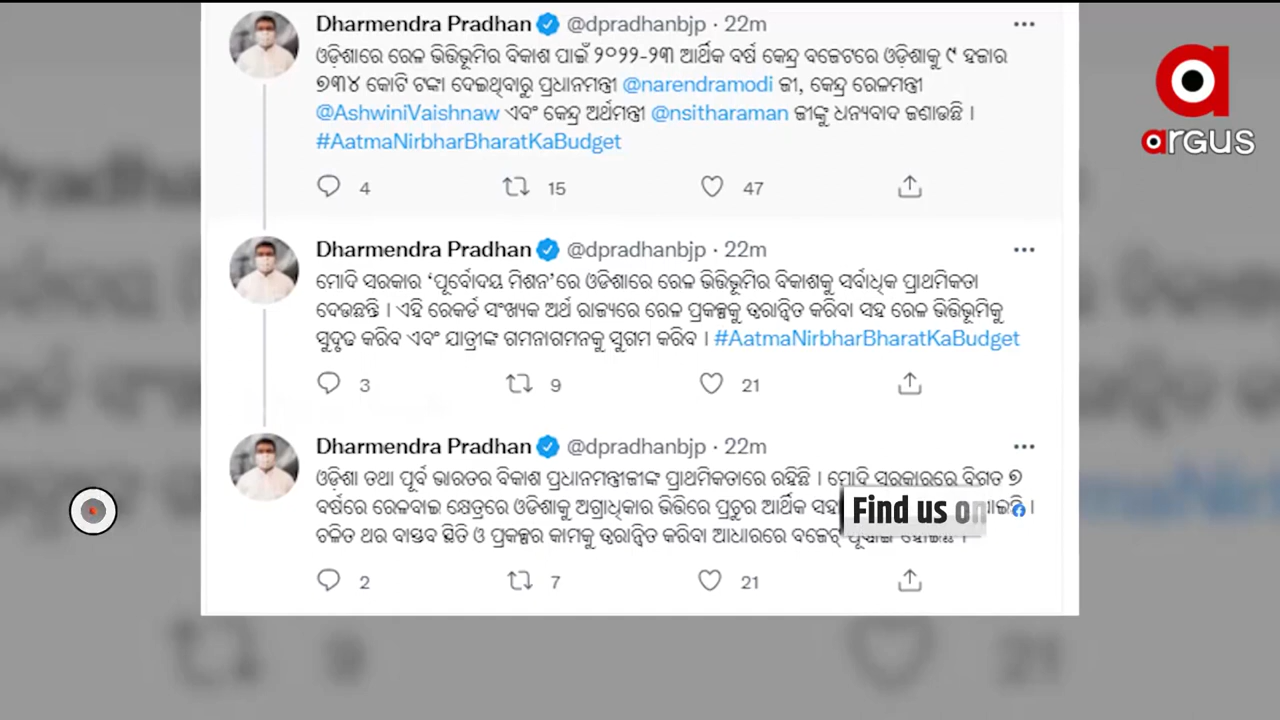 Dharmendra Pradhan @dpradhanbjp · 22m
ଓଡ଼ିଶାରେ ରେଳ ଭିତ୍ତିଭୂମିର ବିକାଶ ପାଇଁ ୨୦୨୨-୨୩ ଆର୍ଥିକ ବର୍ଷ କେନ୍ଦ୍ର ବଜେଟରେ ଓଡ଼ିଶାକୁ ୯ ହଜାର
୭୩୪ କୋଟି ଟଙ୍କା ଦେଇଥିବାରୁ ପ୍ରଧାନମନ୍ତ୍ରୀ @narendramodi ଜୀ, କେନ୍ଦ୍ର ରେଳମନ୍ତ୍ରୀ
@AshwiniVaishnaw ଏବଂ କେନ୍ଦ୍ର ଅର୍ଥମନ୍ତ୍ରୀ @nsitharaman ଜୀଙ୍କୁ ଧନ୍ୟବାଦ ଜଣାଉଛି ।
#AatmaNirbharBharatKaBudget
4 15 47
Dharmendra Pradhan @dpradhanbjp · 22m
ମୋଦି ସରକାର ‘ପୂର୍ବୋଦୟ ମିଶନ’ରେ ଓଡିଶାରେ ରେଳ ଭିତ୍ତିଭୂମିର ବିକାଶକୁ ସର୍ବାଧିକ ପ୍ରାଥମିକତା
ଦେଉଛନ୍ତି । ଏହି ରେକର୍ଡ ସଂଖ୍ୟକ ଅର୍ଥ ରାଜ୍ୟରେ ରେଳ ପ୍ରକଳ୍ପକୁ ତ୍ୱରାନ୍ୱିତ କରିବା ସହ ରେଳ ଭିତ୍ତିଭୂମିକୁ
ସୁଦୃଢ କରିବ ଏବଂ ଯାତ୍ରୀଙ୍କ ଗମନାଗମନକୁ ସୁଗମ କରିବ । #AatmaNirbharBharatKaBudget
3 9 21
Dharmendra Pradhan @dpradhanbjp · 22m
ଓଡ଼ିଶା ତଥା ପୂର୍ବ ଭାରତର ବିକାଶ ପ୍ରଧାନମନ୍ତ୍ରୀଜୀଙ୍କ ପ୍ରାଥମିକତାରେ ରହିଛି । ମୋଦି ସରକାରରେ ବିଗତ ୭
ବର୍ଷରେ ରେଳବାଇ କ୍ଷେତ୍ରରେ ଓଡିଶାକୁ ଅଗ୍ରାଧିକାର ଭିତ୍ତିରେ ପ୍ରଚୁର ଆର୍ଥିକ
ଚଳିତ ଥର ବାସ୍ତବ ସ୍ଥିତି ଓ ପ୍ରକଳ୍ପର କାମକୁ ତ୍ୱରାନ୍ୱିତ କରିବା ଆଧାରରେ ବଜେଟ୍
2 7 21
argus
Find us on